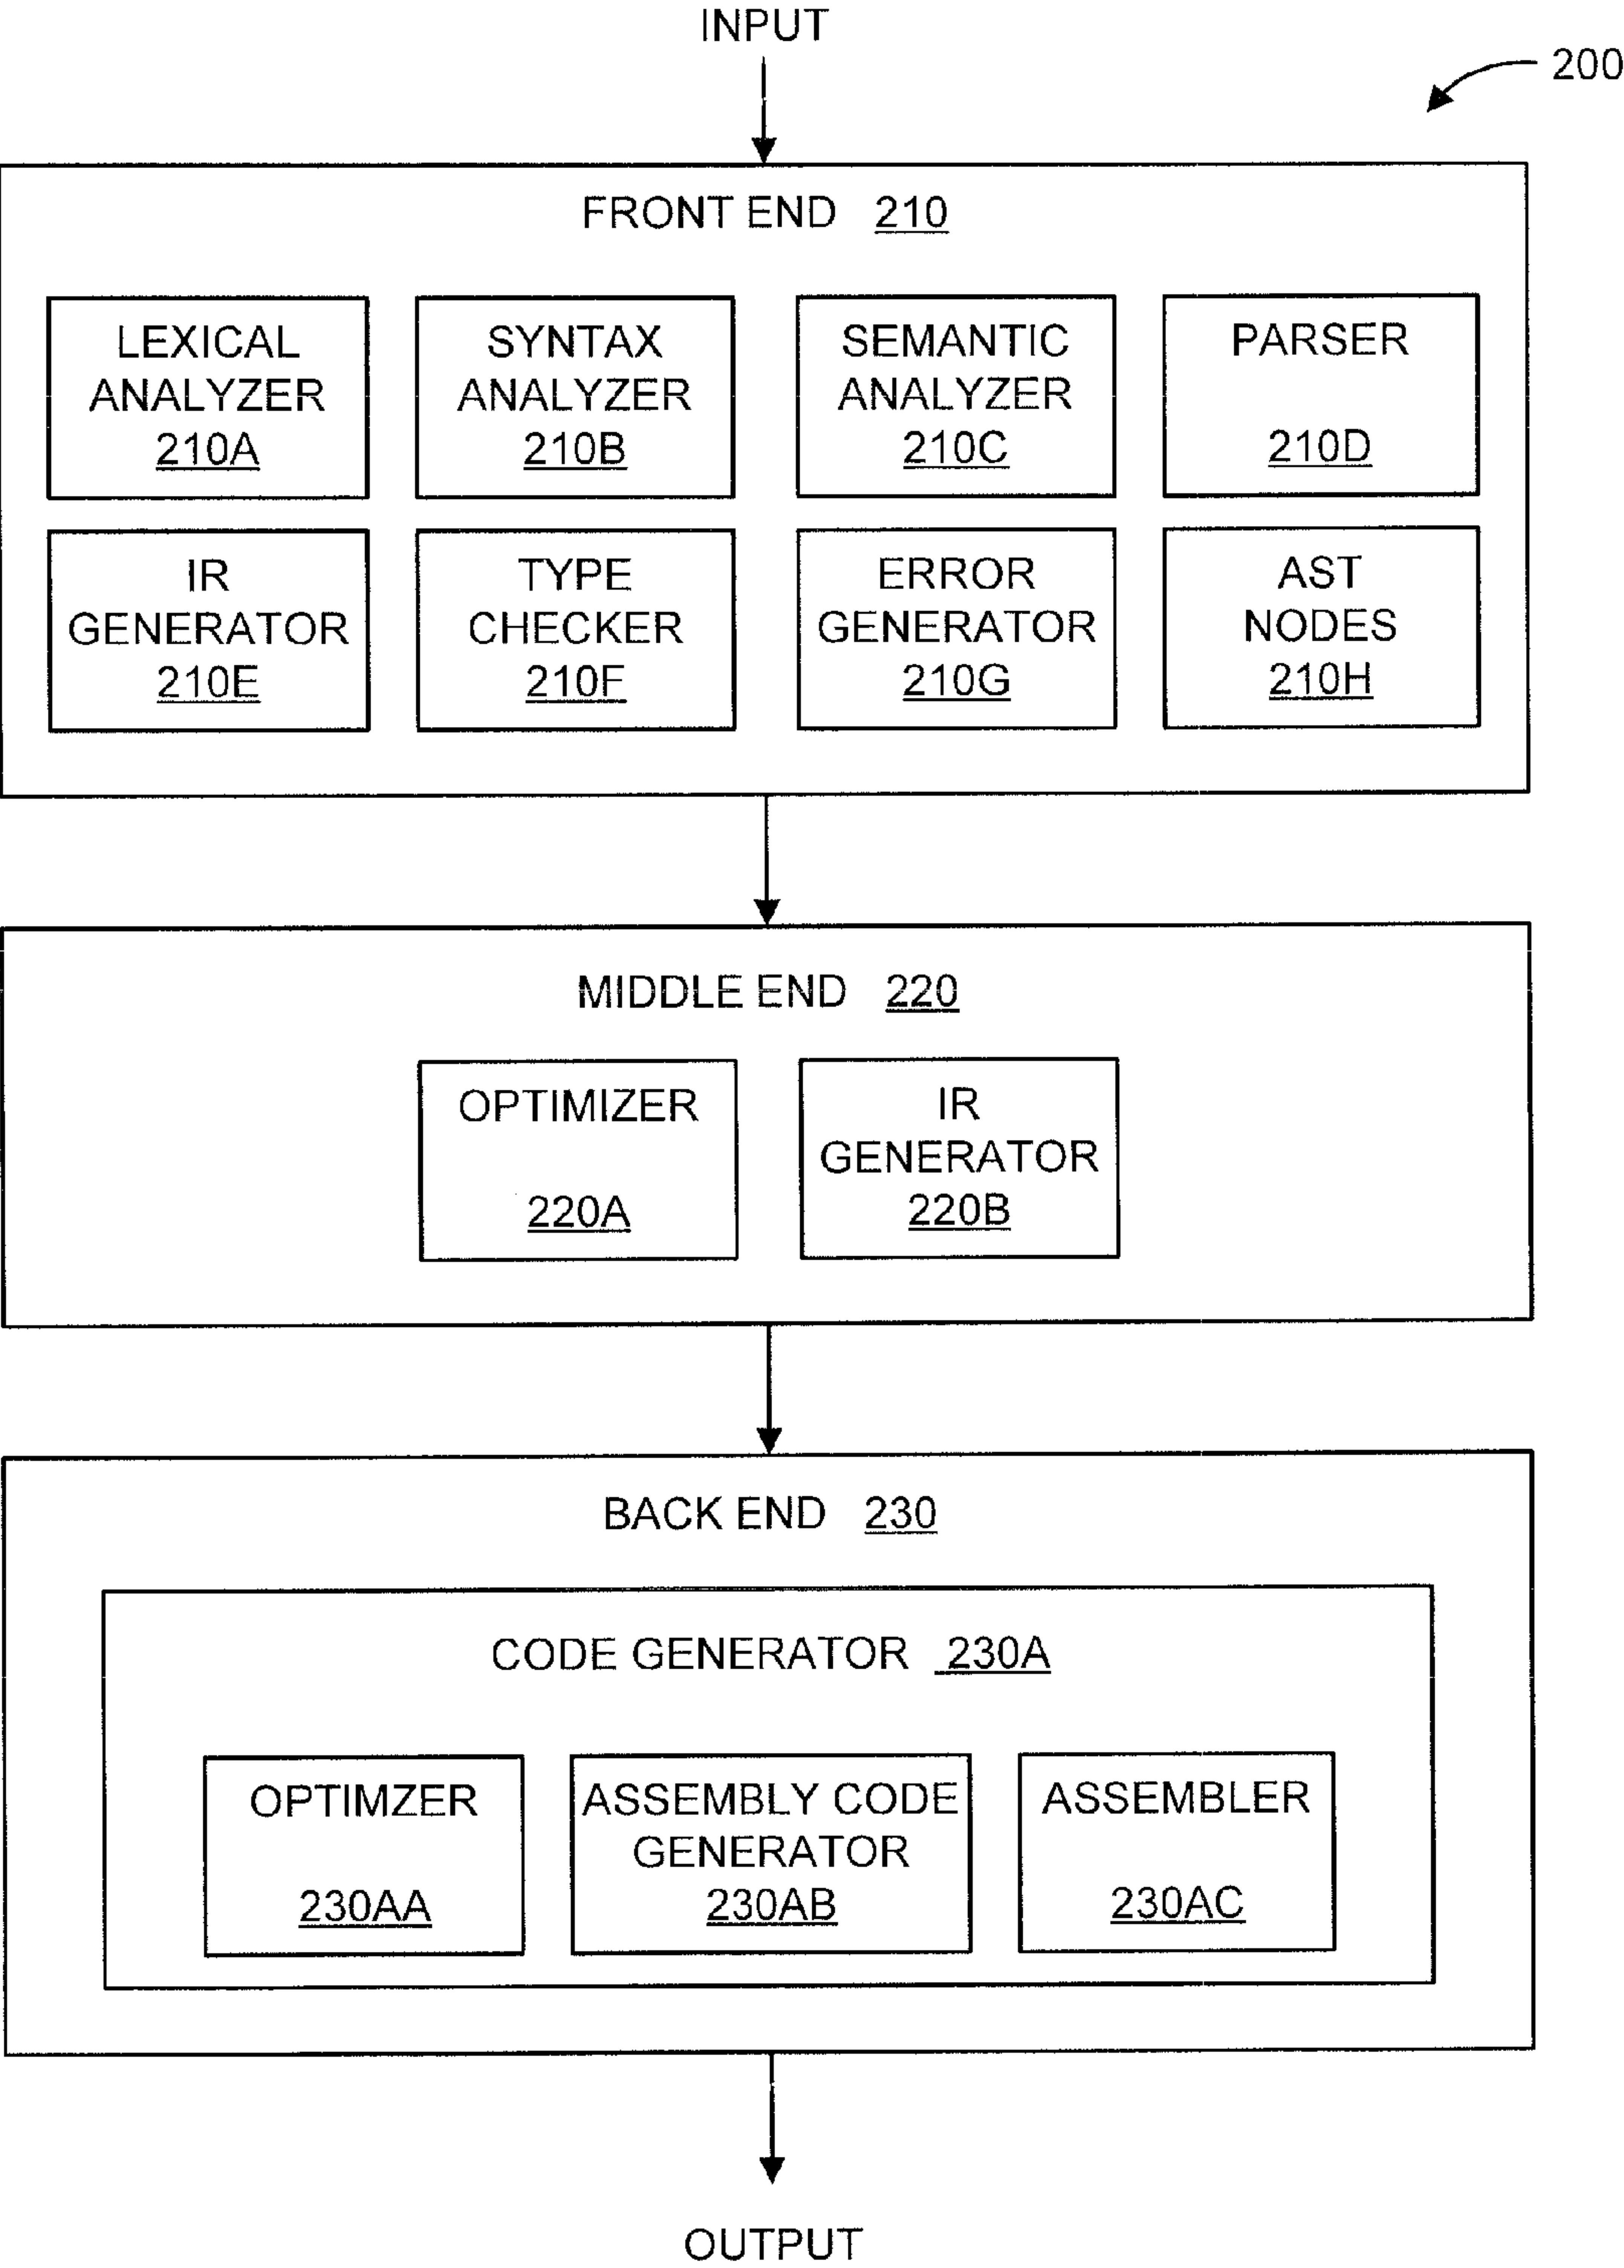 INPUT
200
FRONT END 210
LEXICAL
ANALYZER
210A
SYNTAX
ANALYZER
210B
SEMANTIC
ANALYZER
210C
PARSER
210D
IR
GENERATOR
210E
TYPE
CHECKER
210F
ERROR
GENERATOR
210G
AST
NODES
210H
MIDDLE END 220
OPTIMIZER
220A
IR
GENERATOR
220B
BACK END 230
CODE GENERATOR 230A
OPTIMZER
230AA
ASSEMBLY CODE
GENERATOR
230AB
ASSEMBLER
230AC
OUTPUT